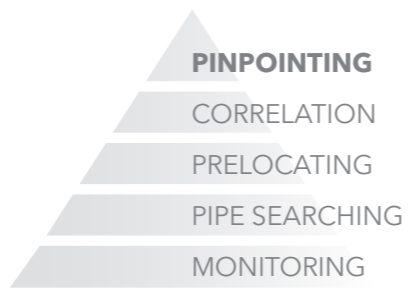 PINPOINTING
CORRELATION
PRELOCATING
PIPE SEARCHING
MONITORING